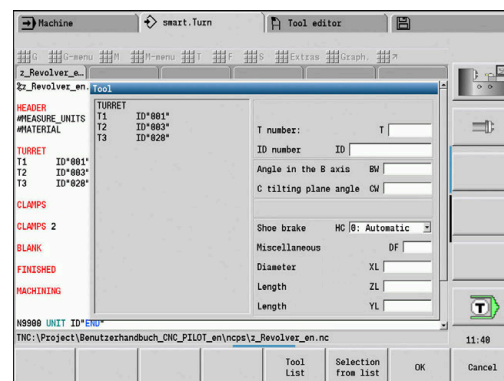 Machine
smart.Turn
Tool editor
G G-menu M M-menu T F S Extras Graph.
z_Revolver_e…
z_Revolver_en.
Tool
HEADER
#MEASURE_UNITS
#MATERIAL
TURRET
T1 ID"001"
T2 ID"003"
T3 ID"028"
CLAMPS
CLAMPS 2
BLANK
FINISHED
MACHINING
N9900 UNIT ID"END"
TURRET
T1 ID"001"
T2 ID"003"
T3 ID"028"
T number: T
ID number ID
Angle in the B axis BW
C tilting plane angle CW
Shoe brake HC 0: Automatic
Miscellaneous DF
Diameter XL
Length ZL
Length YL
TNC:\Project\Benutzerhandbuch_CNC_PILOT_en\ncps\z_Revolver_en.nc
T
11:40
Tool List
Selection from list
OK
Cancel